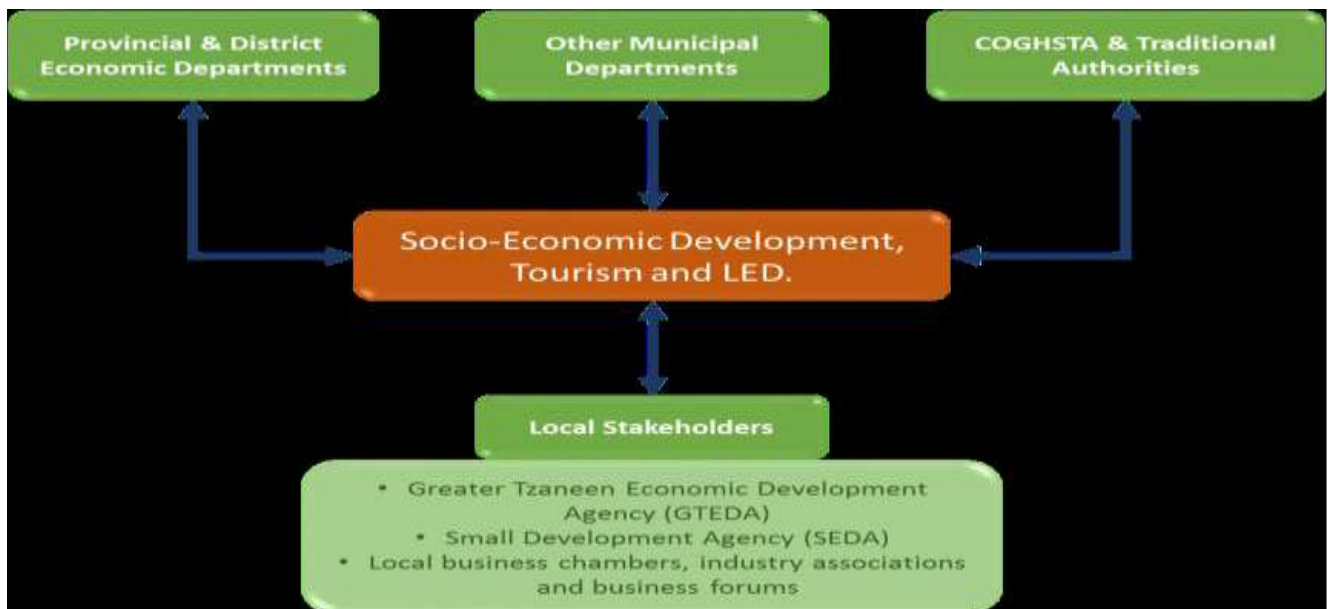 Provincial & District
Economic Departments
Other Municipal
Departments
COGHSTA & Traditional
Authorities
Socio-Economic Development,
Tourism and LED.
Local Stakeholders
• Greater Tzaneen Economic Development
Agency (GTEDA)
• Small Development Agency (SEDA)
• Local business chambers, industry associations
and business forums